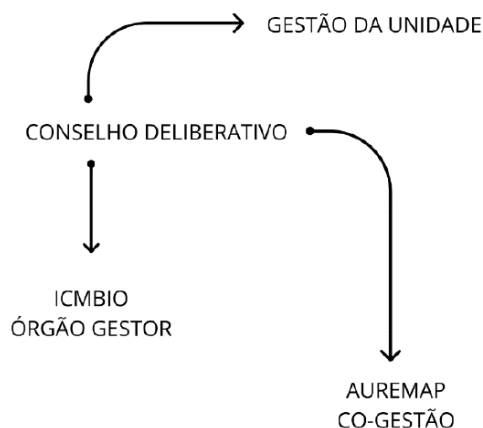 GESTÃO DA UNIDADE
CONSELHO DELIBERATIVO
ICMBIO
ÓRGÃO GESTOR
AUREMAP
CO-GESTÃO